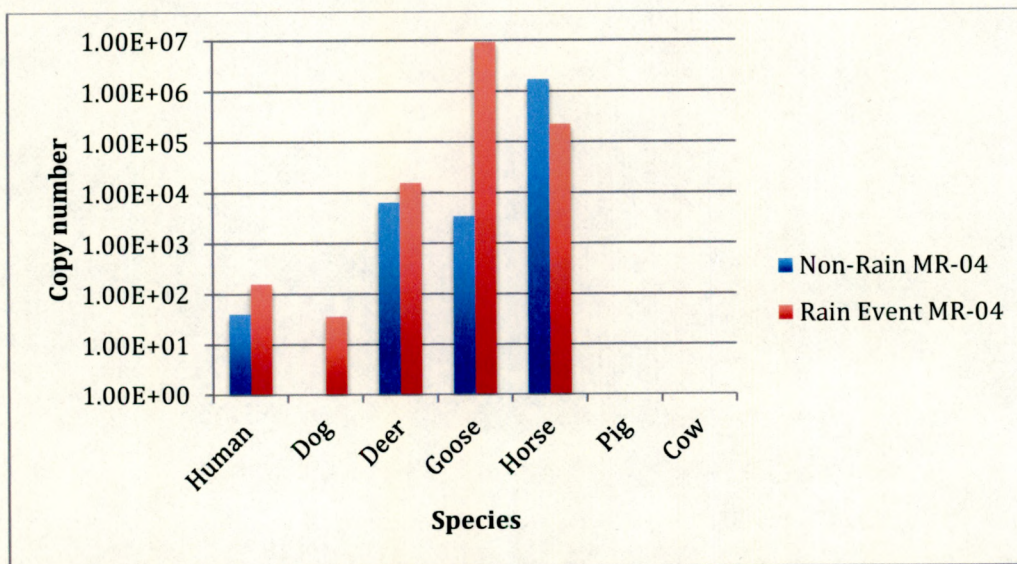 1.00E+07
1.00E+06
1.00E+05
1.00E+04
1.00E+03
1.00E+02
1.00E+01
1.00E+00
Copy number
Human
Dog
Deer
Goose
Horse
Pig
Cow
Species
Non-Rain MR-04
Rain Event MR-04